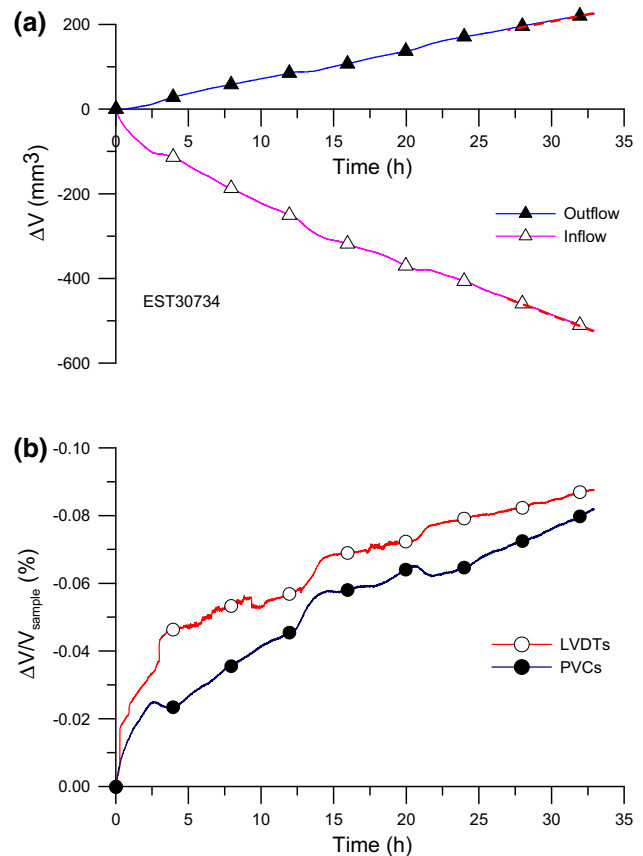 (a)
200
0
-200
-400
-600
ΔV (mm³)
0 5 10 15 20 25 30 35
Time (h)
Outflow
Inflow
EST30734
(b)
-0.10
-0.08
-0.06
-0.04
-0.02
0.00
ΔV/Vsample (%)
LVDTs
PVCs
0 5 10 15 20 25 30 35
Time (h)